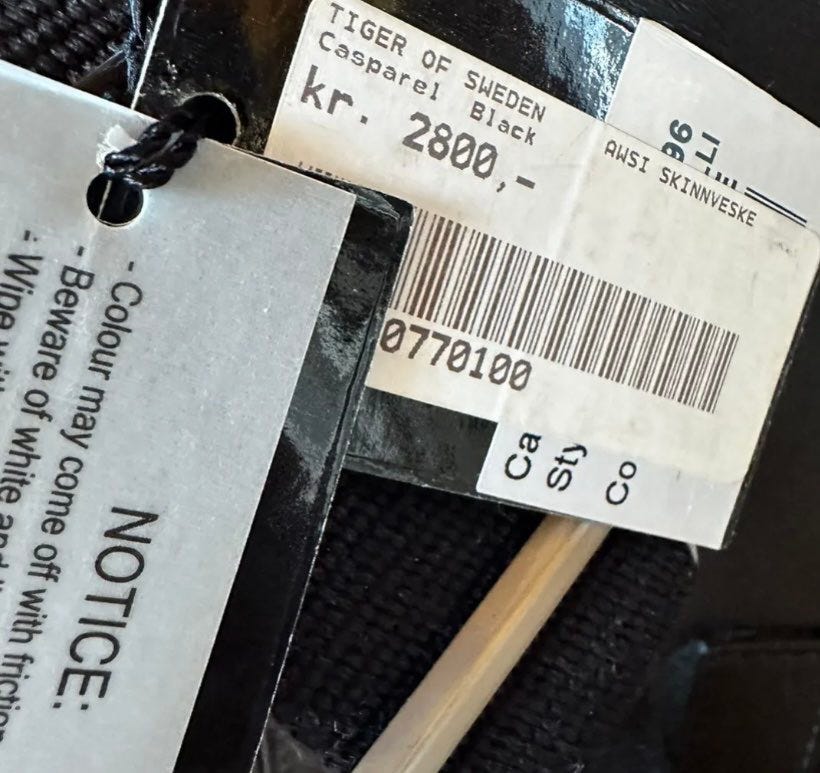 TIGER OF SWEDEN
Casparel Black
kr. 2800,-
AWSI SKINNVESKE
0770100
Ca
Sty
Co
NOTICE:
- Colour may come off with friction
- Beware of white and
- Wipe